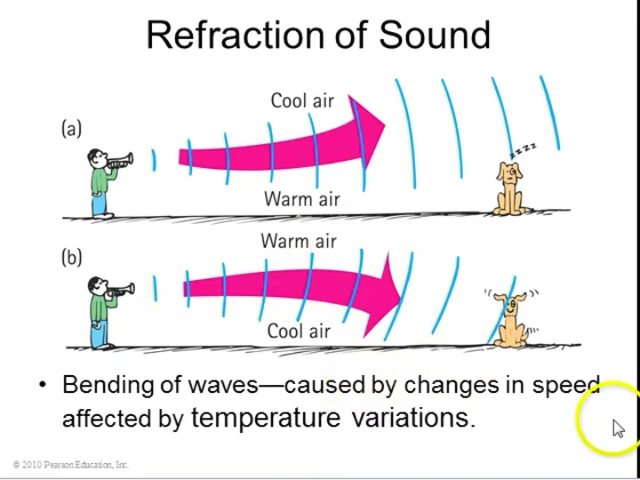 Refraction of Sound
Cool air
(a)
zzzz
Warm air
Warm air
(b)
Cool air
• Bending of waves—caused by changes in speed
affected by temperature variations.
© 2010 Pearson Education, Inc.